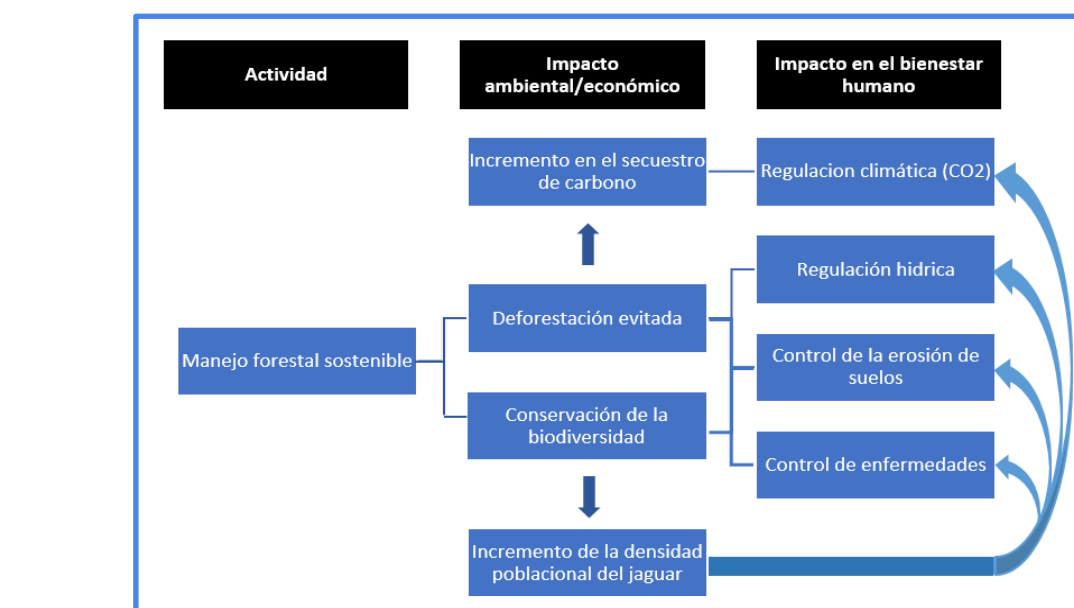 Actividad
Impacto
ambiental/económico
Impacto en el bienestar
humano
Incremento en el secuestro
de carbono
Regulacion climática (CO2)
Regulación hidrica
Deforestación evitada
Manejo forestal sostenible
Control de la erosión de
suelos
Conservación de la
biodiversidad
Control de enfermedades
Incremento de la densidad
poblacional del jaguar